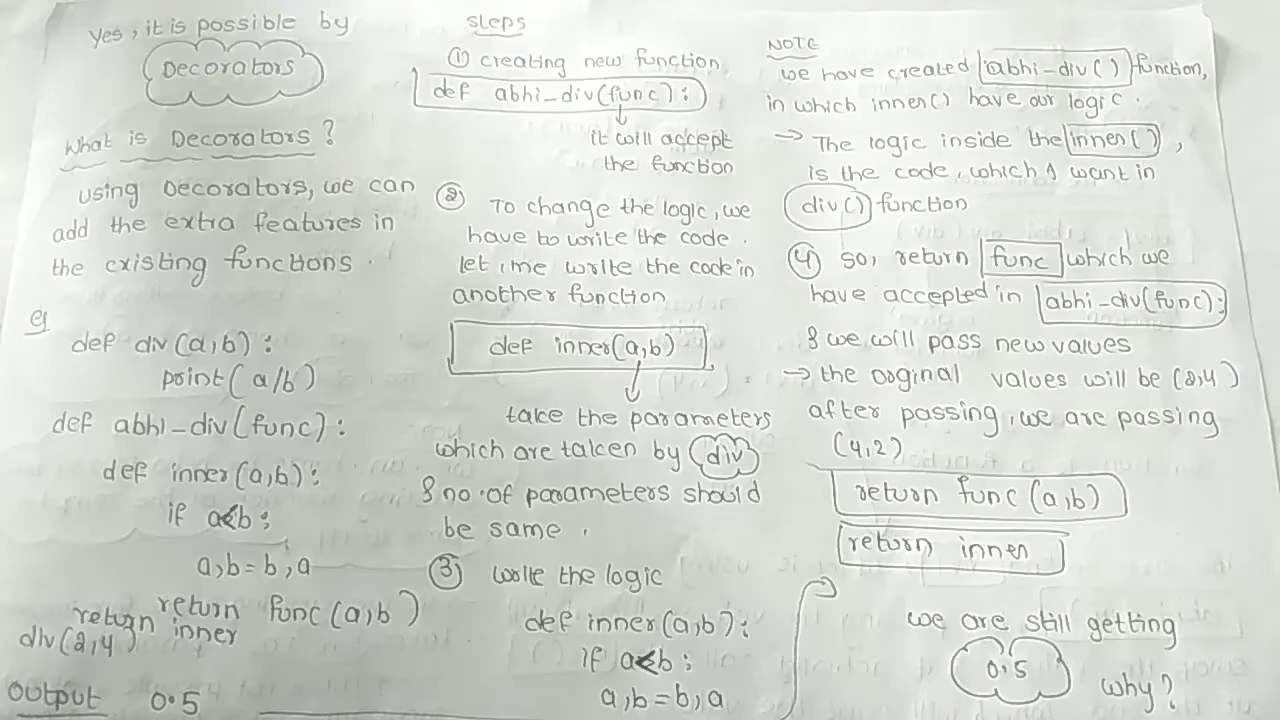 Yes, it is possible by
Decorators
What is Decorators?
using Decorators, we can
add the extra features in
the existing functions.
eg
def div(a,b):
print(a/b)
def abhi-div(func):
def inner(a,b):
if a<b:
a,b=b,a
return func(a,b)
return inner
div(2,4)
output 0.5
steps
① creating new function
def abhi-div(func):
it will accept
the function
② To change the logic, we
have to write the code.
let, me write the code in
another function
def inner(a,b)
take the parameters
which are taken by div
& no. of parameters should
be same.
③ write the logic
def inner(a,b):
if a<b:
a,b=b,a
NOTE
we have created abhi-div() function,
in which inner() have our logic.
→ The logic inside the inner(),
is the code, which I want in
div() function
④ so, return func which we
have accepted in abhi-div(func):
& we will pass new values
→ the orginal values will be (2,4)
after passing, we are passing
(4,2)
return func(a,b)
return inner
we are still getting
0.5
why?